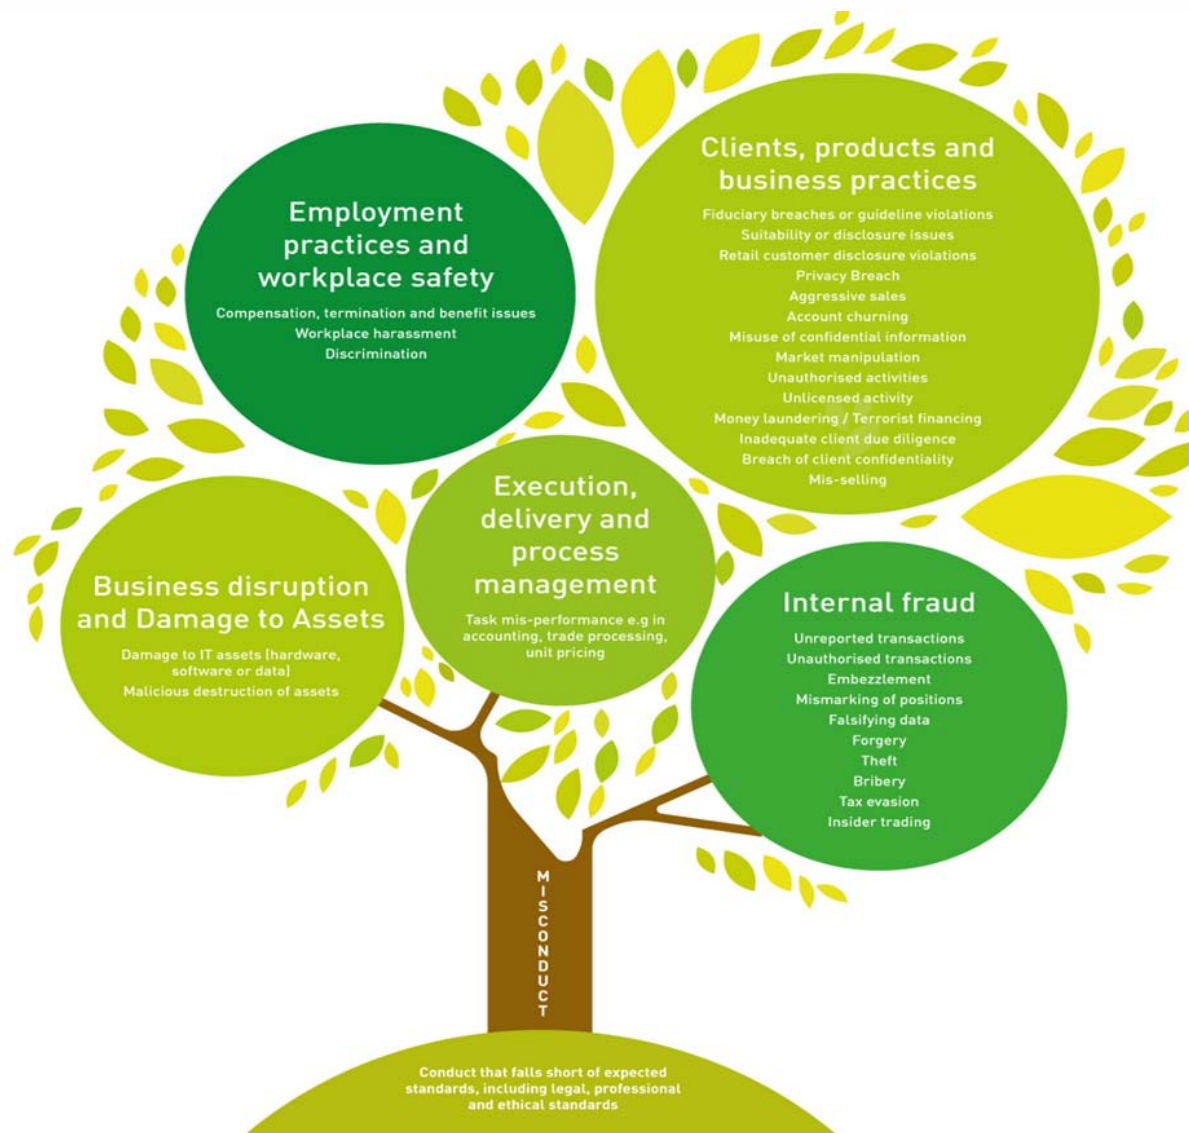 Clients, products and
business practices
Fiduciary breaches or guideline violations
Suitability or disclosure issues
Retail customer disclosure violations
Privacy Breach
Aggressive sales
Account churning
Misuse of confidential information
Market manipulation
Unauthorised activities
Unlicensed activity
Money laundering / Terrorist financing
Inadequate client due diligence
Breach of client confidentiality
Mis-selling
Employment
practices and
workplace safety
Compensation, termination and benefit issues
Workplace harassment
Discrimination
Execution,
delivery and
process
management
Task mis-performance e.g in
accounting, trade processing,
unit pricing
Business disruption
and Damage to Assets
Damage to IT assets (hardware,
software or data)
Malicious destruction of assets
Internal fraud
Unreported transactions
Unauthorised transactions
Embezzlement
Mismarking of positions
Falsifying data
Forgery
Theft
Bribery
Tax evasion
Insider trading
MISCONDUCT
Conduct that falls short of expected
standards, including legal, professional
and ethical standards